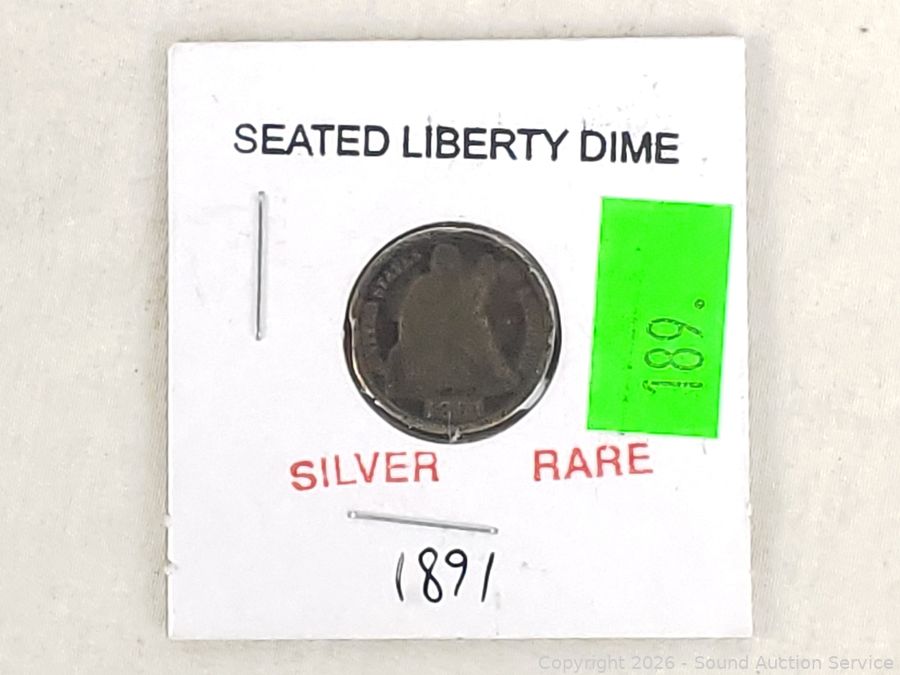 SEATED LIBERTY DIME
189.
SILVER RARE
1891
Copyright 2026 - Sound Auction Service